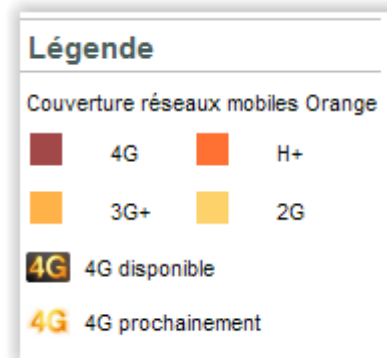 Légende
Couverture réseaux mobiles Orange
4G H+
3G+ 2G
4G 4G disponible
4G 4G prochainement